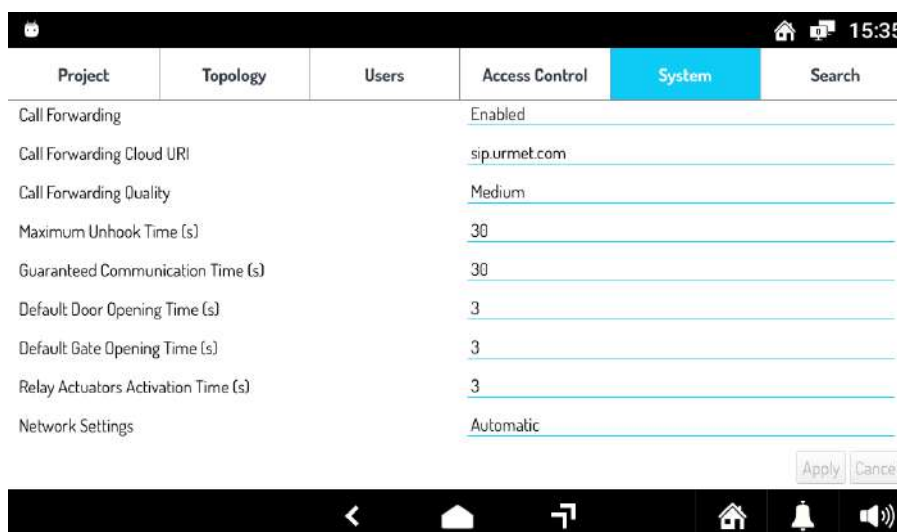 15:35
Project Topology Users Access Control System Search
Call Forwarding Enabled
Call Forwarding Cloud URI sip.urmet.com
Call Forwarding Quality Medium
Maximum Unhook Time (s) 30
Guaranteed Communication Time (s) 30
Default Door Opening Time (s) 3
Default Gate Opening Time (s) 3
Relay Actuators Activation Time (s) 3
Network Settings Automatic
Apply Cance